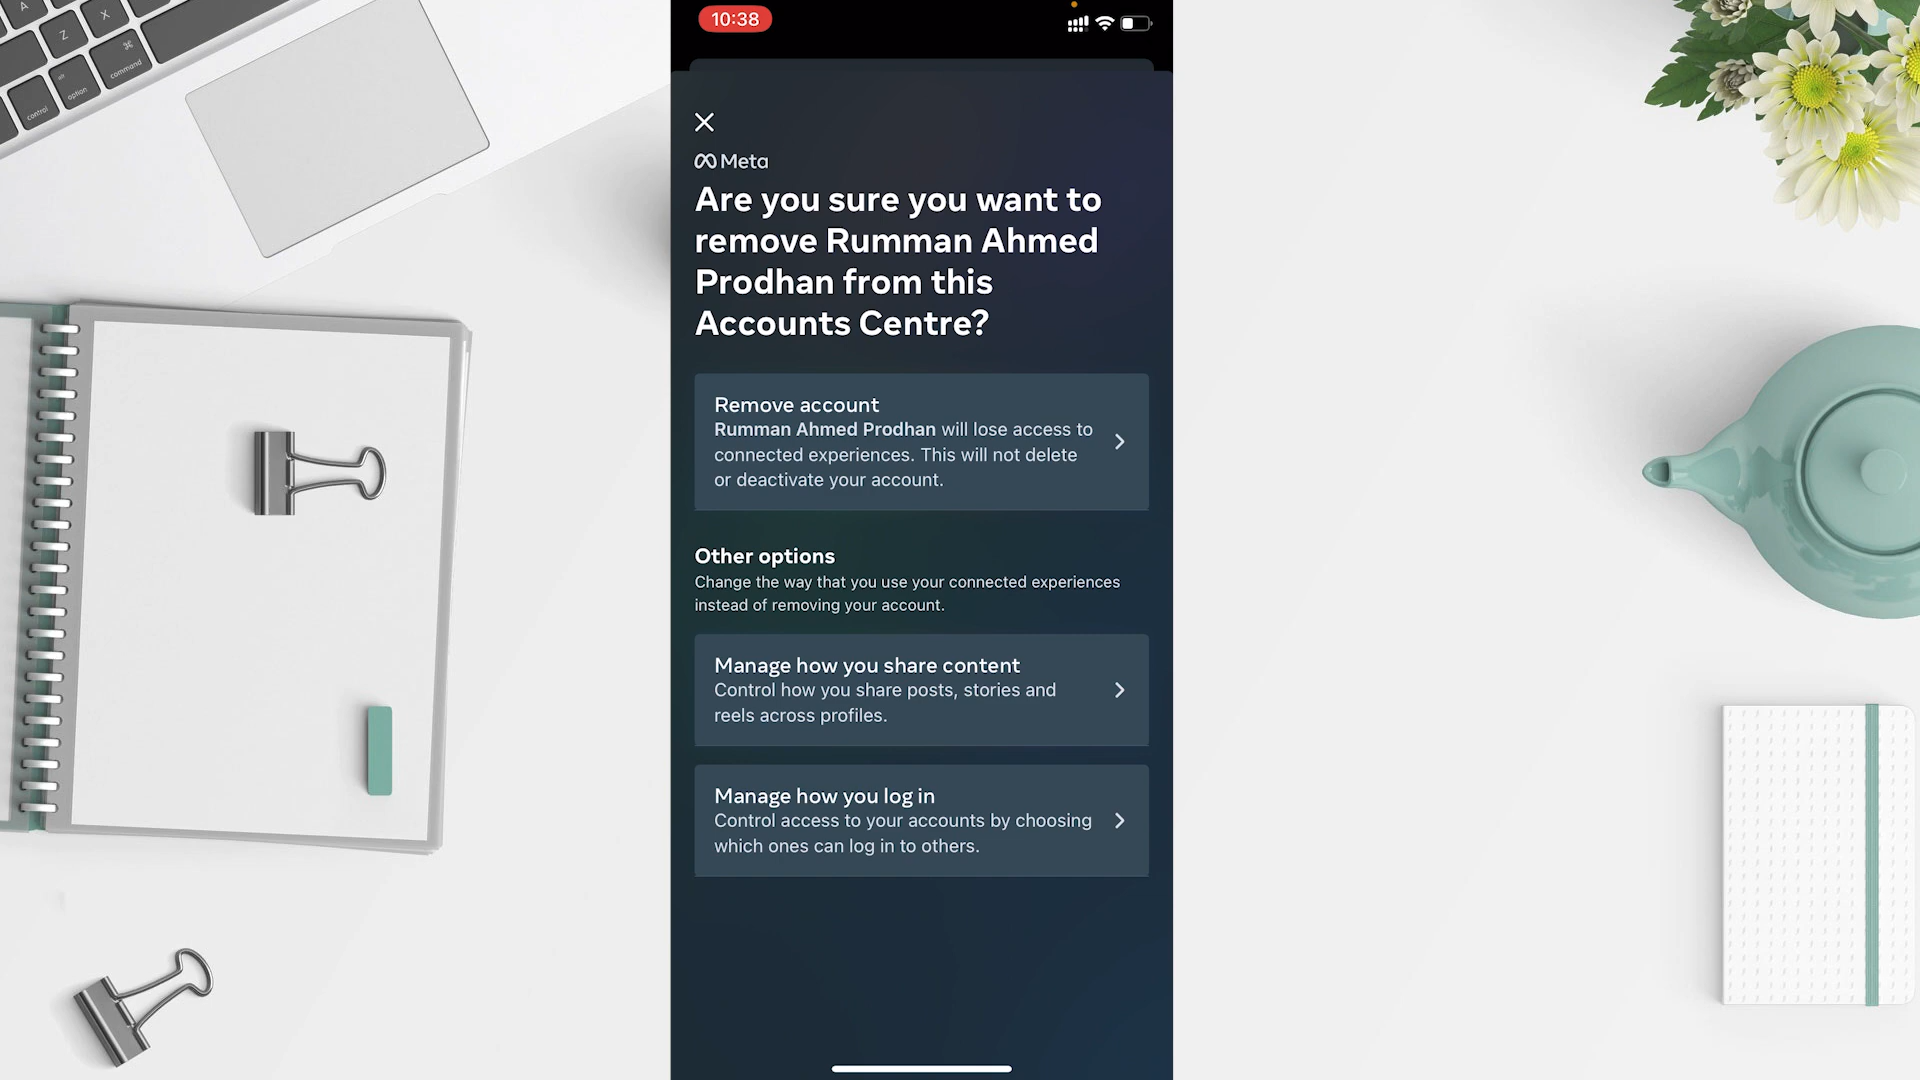 A
Z
X
⌘
control
alt
option
command
10:38
Meta
Are you sure you want to
remove Rumman Ahmed
Prodhan from this
Accounts Centre?
Remove account
Rumman Ahmed Prodhan will lose access to
connected experiences. This will not delete
or deactivate your account.
Other options
Change the way that you use your connected experiences
instead of removing your account.
Manage how you share content
Control how you share posts, stories and
reels across profiles.
Manage how you log in
Control access to your accounts by choosing
which ones can log in to others.